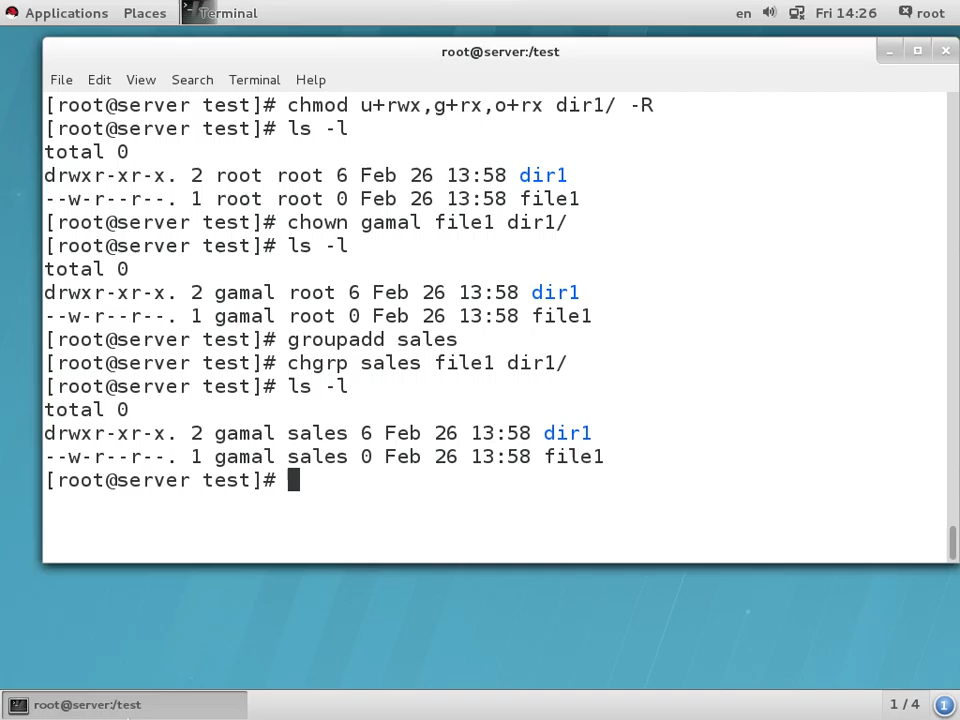 Applications Places Terminal en Fri 14:26 root
root@server:/test
File Edit View Search Terminal Help
[root@server test]# chmod u+rwx,g+rx,o+rx dir1/ -R
[root@server test]# ls -l
total 0
drwxr-xr-x. 2 root root 6 Feb 26 13:58 dir1
--w-r--r--. 1 root root 0 Feb 26 13:58 file1
[root@server test]# chown gamal file1 dir1/
[root@server test]# ls -l
total 0
drwxr-xr-x. 2 gamal root 6 Feb 26 13:58 dir1
--w-r--r--. 1 gamal root 0 Feb 26 13:58 file1
[root@server test]# groupadd sales
[root@server test]# chgrp sales file1 dir1/
[root@server test]# ls -l
total 0
drwxr-xr-x. 2 gamal sales 6 Feb 26 13:58 dir1
--w-r--r--. 1 gamal sales 0 Feb 26 13:58 file1
[root@server test]#
root@server:/test 1 / 4 1